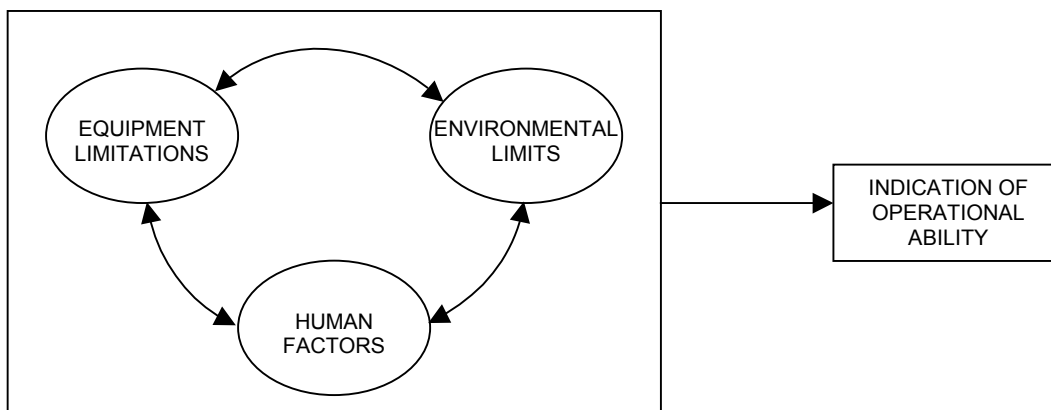 EQUIPMENT
LIMITATIONS
ENVIRONMENTAL
LIMITS
HUMAN
FACTORS
INDICATION OF
OPERATIONAL
ABILITY